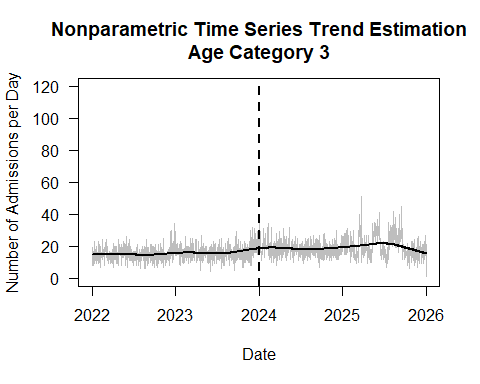 Nonparametric Time Series Trend Estimation
Age Category 3
Number of Admissions per Day
120
100
80
60
40
20
0
2022 2023 2024 2025 2026
Date